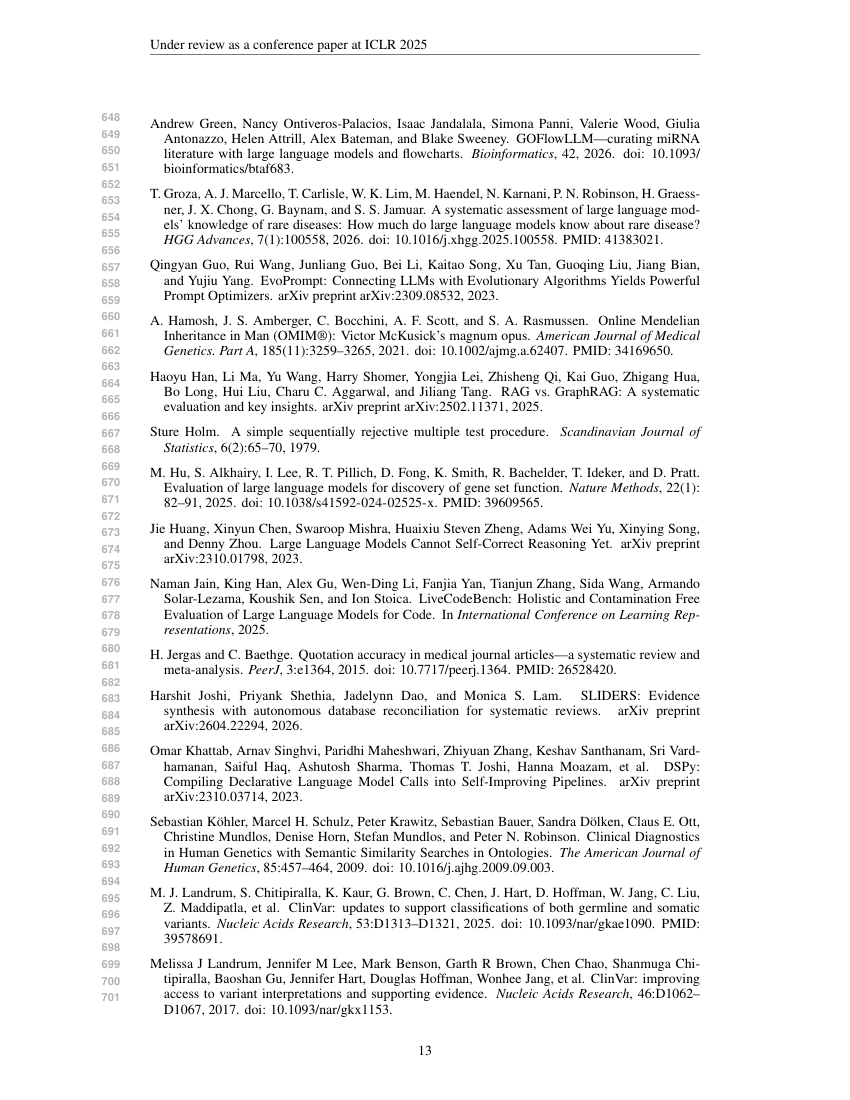 Under review as a conference paper at ICLR 2025
648
649
650
651
652
653
654
655
656
657
658
659
660
661
662
663
664
665
666
667
668
669
670
671
672
673
674
675
676
677
678
679
680
681
682
683
684
685
686
687
688
689
690
691
692
693
694
695
696
697
698
699
700
701
Andrew Green, Nancy Ontiveros-Palacios, Isaac Jandalala, Simona Panni, Valerie Wood, Giulia
Antonazzo, Helen Attrill, Alex Bateman, and Blake Sweeney. GOFlowLLM—curating miRNA
literature with large language models and flowcharts. Bioinformatics, 42, 2026. doi: 10.1093/
bioinformatics/btaf683.
T. Groza, A. J. Marcello, T. Carlisle, W. K. Lim, M. Haendel, N. Karnani, P. N. Robinson, H. Graess-
ner, J. X. Chong, G. Baynam, and S. S. Jamuar. A systematic assessment of large language mod-
els' knowledge of rare diseases: How much do large language models know about rare disease?
HGG Advances, 7(1):100558, 2026. doi: 10.1016/j.xhgg.2025.100558. PMID: 41383021.
Qingyan Guo, Rui Wang, Junliang Guo, Bei Li, Kaitao Song, Xu Tan, Guoqing Liu, Jiang Bian,
and Yujiu Yang. EvoPrompt: Connecting LLMs with Evolutionary Algorithms Yields Powerful
Prompt Optimizers. arXiv preprint arXiv:2309.08532, 2023.
A. Hamosh, J. S. Amberger, C. Bocchini, A. F. Scott, and S. A. Rasmussen. Online Mendelian
Inheritance in Man (OMIM®): Victor McKusick's magnum opus. American Journal of Medical
Genetics. Part A, 185(11):3259–3265, 2021. doi: 10.1002/ajmg.a.62407. PMID: 34169650.
Haoyu Han, Li Ma, Yu Wang, Harry Shomer, Yongjia Lei, Zhisheng Qi, Kai Guo, Zhigang Hua,
Bo Long, Hui Liu, Charu C. Aggarwal, and Jiliang Tang. RAG vs. GraphRAG: A systematic
evaluation and key insights. arXiv preprint arXiv:2502.11371, 2025.
Sture Holm. A simple sequentially rejective multiple test procedure. Scandinavian Journal of
Statistics, 6(2):65–70, 1979.
M. Hu, S. Alkhairy, I. Lee, R. T. Pillich, D. Fong, K. Smith, R. Bachelder, T. Ideker, and D. Pratt.
Evaluation of large language models for discovery of gene set function. Nature Methods, 22(1):
82–91, 2025. doi: 10.1038/s41592-024-02525-x. PMID: 39609565.
Jie Huang, Xinyun Chen, Swaroop Mishra, Huaixiu Steven Zheng, Adams Wei Yu, Xinying Song,
and Denny Zhou. Large Language Models Cannot Self-Correct Reasoning Yet. arXiv preprint
arXiv:2310.01798, 2023.
Naman Jain, King Han, Alex Gu, Wen-Ding Li, Fanjia Yan, Tianjun Zhang, Sida Wang, Armando
Solar-Lezama, Koushik Sen, and Ion Stoica. LiveCodeBench: Holistic and Contamination Free
Evaluation of Large Language Models for Code. In International Conference on Learning Rep-
resentations, 2025.
H. Jergas and C. Baethge. Quotation accuracy in medical journal articles—a systematic review and
meta-analysis. PeerJ, 3:e1364, 2015. doi: 10.7717/peerj.1364. PMID: 26528420.
Harshit Joshi, Priyank Shethia, Jadelynn Dao, and Monica S. Lam. SLIDERS: Evidence
synthesis with autonomous database reconciliation for systematic reviews. arXiv preprint
arXiv:2604.22294, 2026.
Omar Khattab, Arnav Singhvi, Paridhi Maheshwari, Zhiyuan Zhang, Keshav Santhanam, Sri Vard-
hamanan, Saiful Haq, Ashutosh Sharma, Thomas T. Joshi, Hanna Moazam, et al. DSPy:
Compiling Declarative Language Model Calls into Self-Improving Pipelines. arXiv preprint
arXiv:2310.03714, 2023.
Sebastian Köhler, Marcel H. Schulz, Peter Krawitz, Sebastian Bauer, Sandra Dölken, Claus E. Ott,
Christine Mundlos, Denise Horn, Stefan Mundlos, and Peter N. Robinson. Clinical Diagnostics
in Human Genetics with Semantic Similarity Searches in Ontologies. The American Journal of
Human Genetics, 85:457–464, 2009. doi: 10.1016/j.ajhg.2009.09.003.
M. J. Landrum, S. Chitipiralla, K. Kaur, G. Brown, C. Chen, J. Hart, D. Hoffman, W. Jang, C. Liu,
Z. Maddipatla, et al. ClinVar: updates to support classifications of both germline and somatic
variants. Nucleic Acids Research, 53:D1313–D1321, 2025. doi: 10.1093/nar/gkae1090. PMID:
39578691.
Melissa J Landrum, Jennifer M Lee, Mark Benson, Garth R Brown, Chen Chao, Shanmuga Chi-
tipiralla, Baoshan Gu, Jennifer Hart, Douglas Hoffman, Wonhee Jang, et al. ClinVar: improving
access to variant interpretations and supporting evidence. Nucleic Acids Research, 46:D1062–
D1067, 2017. doi: 10.1093/nar/gkx1153.
13